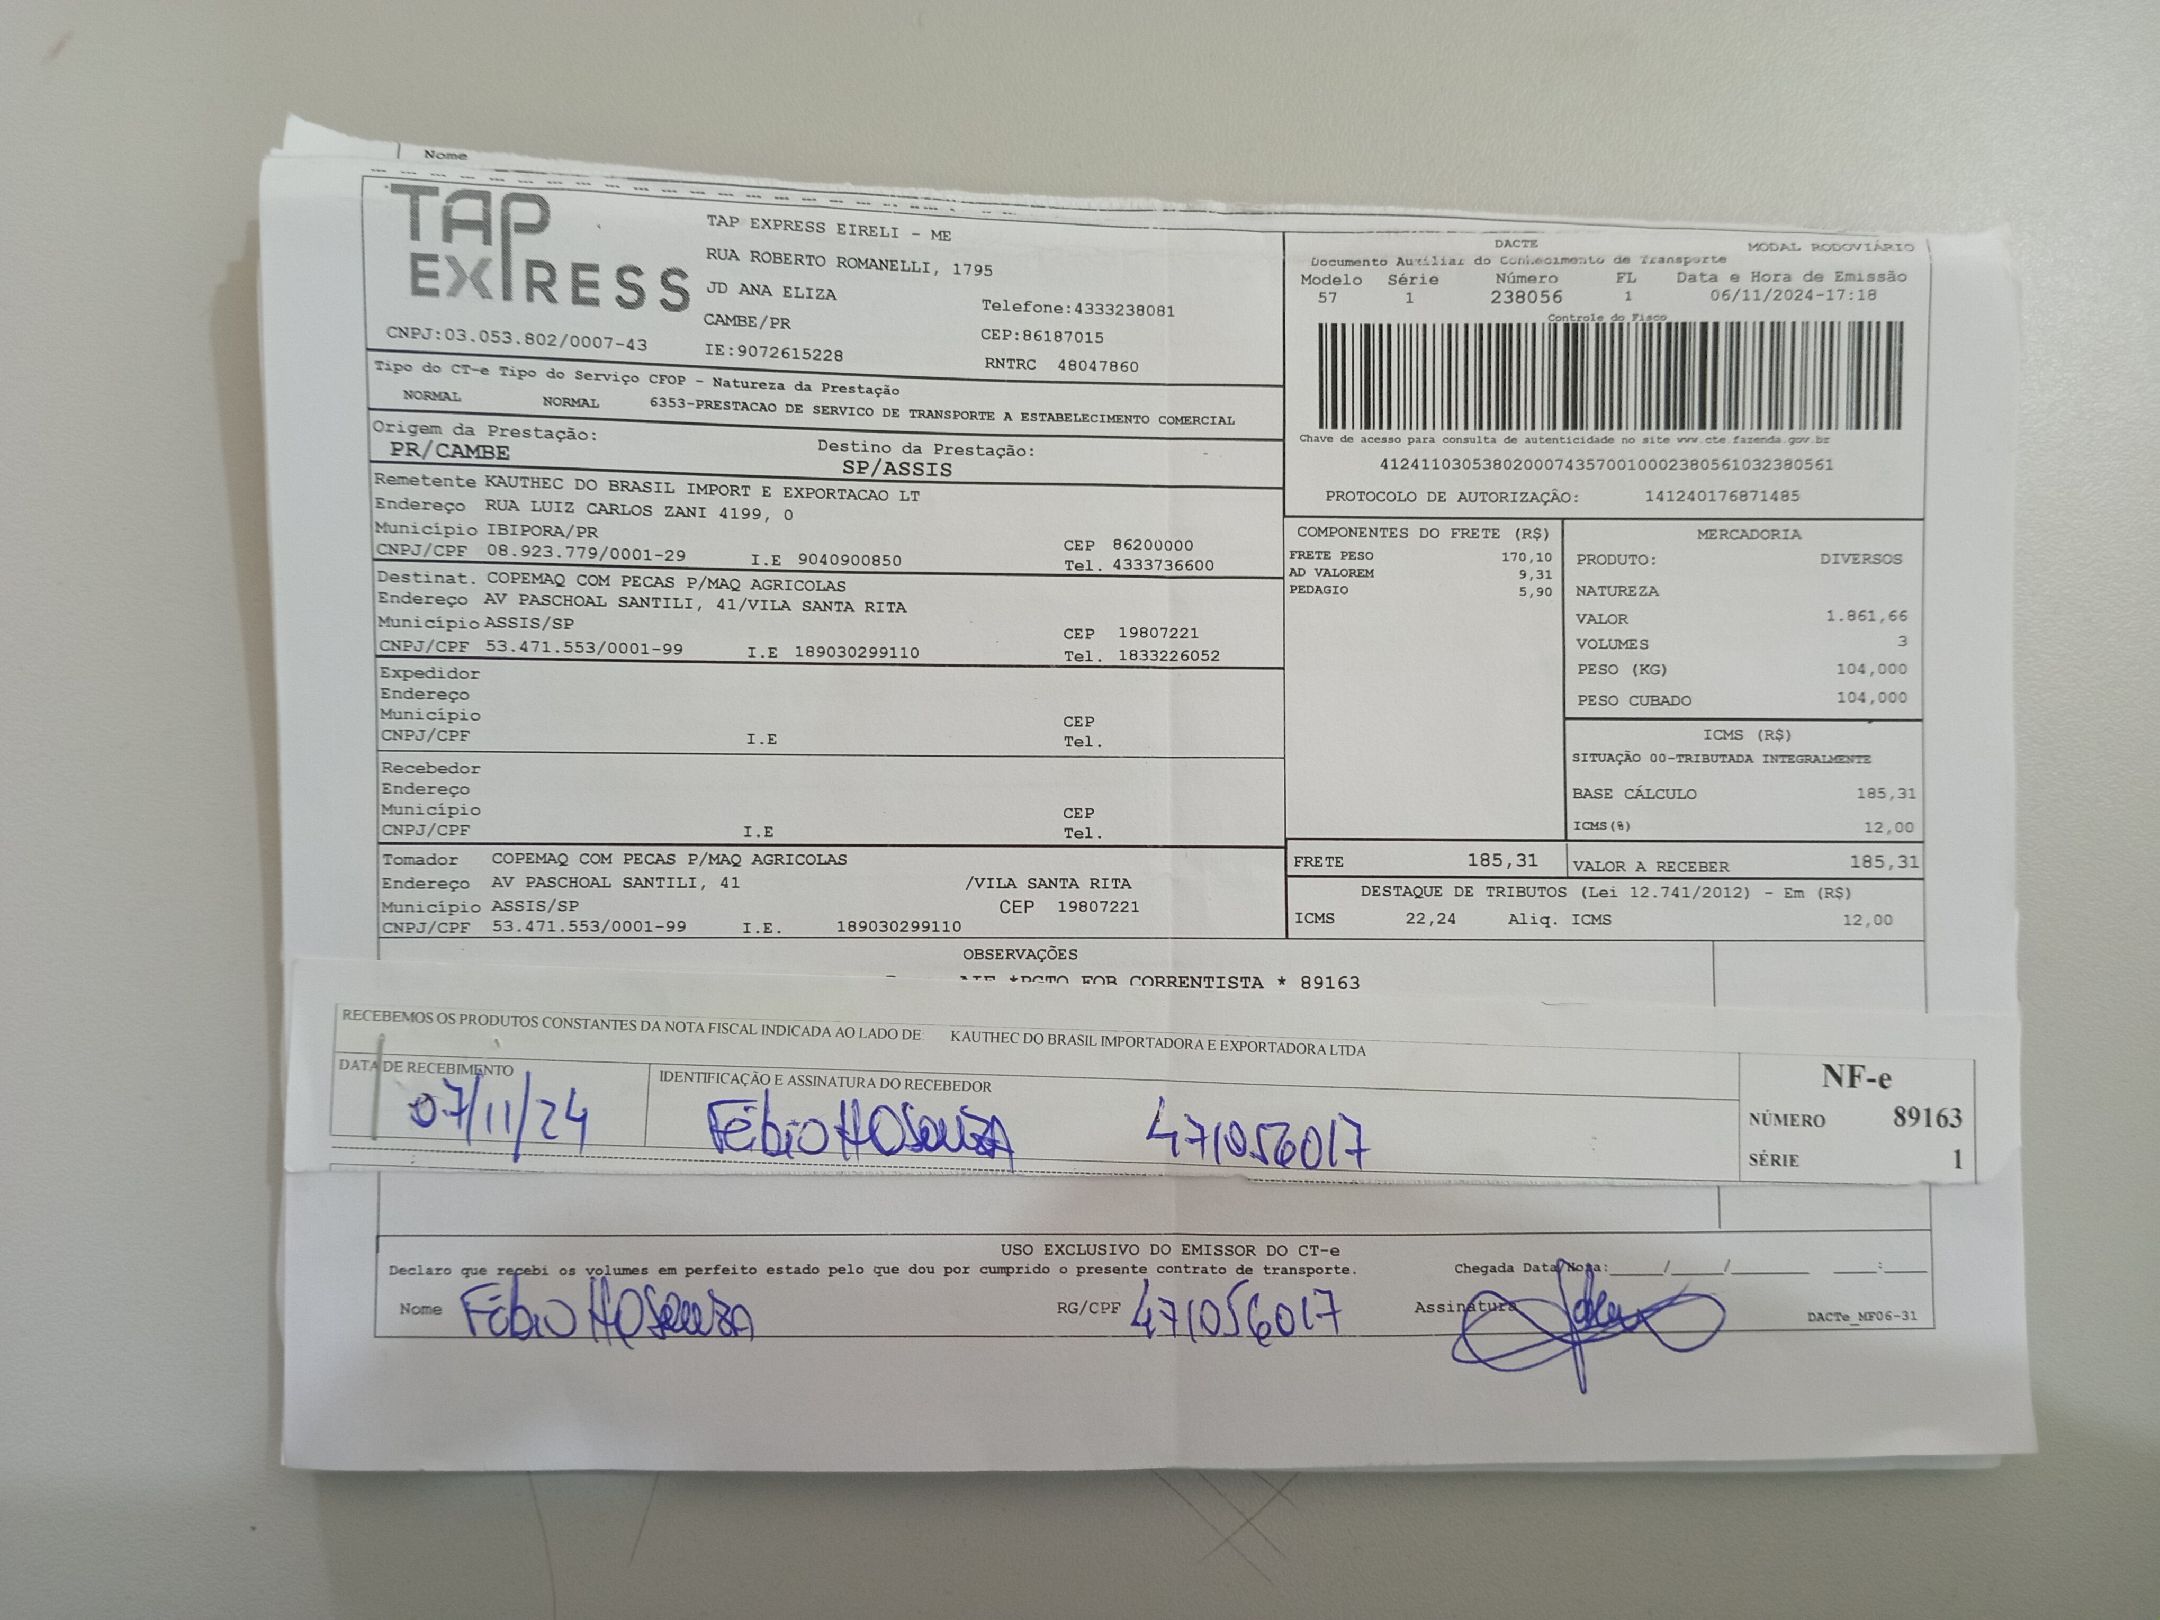 Nome
TAP
EXPRESS
CNPJ:03.053.802/0007-43
TAP EXPRESS EIRELI - ME
RUA ROBERTO ROMANELLI, 1795
JD ANA ELIZA
CAMBE/PR
IE:9072615228
Telefone:4333238081
CEP:86187015
RNTRC 48047860
DACTE MODAL RODOVIÁRIO
Documento Auxiliar do Conhecimento de Transporte
Modelo Série Número FL Data e Hora de Emissão
57 1 238056 1 06/11/2024-17:18
Controle do Fisco
Chave de acesso para consulta de autenticidade no site www.cte.fazenda.gov.br
41241103053802000743570010002380561032380561
PROTOCOLO DE AUTORIZAÇÃO: 141240176871485
Tipo do CT-e Tipo do Serviço CFOP - Natureza da Prestação
NORMAL NORMAL 6353-PRESTACAO DE SERVICO DE TRANSPORTE A ESTABELECIMENTO COMERCIAL
Origem da Prestação: Destino da Prestação:
PR/CAMBE SP/ASSIS
Remetente KAUTHEC DO BRASIL IMPORT E EXPORTACAO LT
Endereço RUA LUIZ CARLOS ZANI 4199, 0
Município IBIPORA/PR CEP 86200000
CNPJ/CPF 08.923.779/0001-29 I.E 9040900850 Tel. 4333736600
Destinat. COPEMAQ COM PECAS P/MAQ AGRICOLAS
Endereço AV PASCHOAL SANTILI, 41/VILA SANTA RITA
Município ASSIS/SP CEP 19807221
CNPJ/CPF 53.471.553/0001-99 I.E 189030299110 Tel. 1833226052
Expedidor
Endereço
Município CEP
CNPJ/CPF I.E Tel.
Recebedor
Endereço
Município CEP
CNPJ/CPF I.E Tel.
Tomador COPEMAQ COM PECAS P/MAQ AGRICOLAS
Endereço AV PASCHOAL SANTILI, 41 /VILA SANTA RITA
Município ASSIS/SP CEP 19807221
CNPJ/CPF 53.471.553/0001-99 I.E. 189030299110
COMPONENTES DO FRETE (R$)
FRETE PESO 170,10
AD VALOREM 9,31
PEDAGIO 5,90
MERCADORIA
PRODUTO: DIVERSOS
NATUREZA
VALOR 1.861,66
VOLUMES 3
PESO (KG) 104,000
PESO CUBADO 104,000
ICMS (R$)
SITUAÇÃO 00-TRIBUTADA INTEGRALMENTE
BASE CÁLCULO 185,31
ICMS(%) 12,00
FRETE 185,31 VALOR A RECEBER 185,31
DESTAQUE DE TRIBUTOS (Lei 12.741/2012) - Em (R$)
ICMS 22,24 Aliq. ICMS 12,00
OBSERVAÇÕES
*PGTO FOB CORRENTISTA * 89163
RECEBEMOS OS PRODUTOS CONSTANTES DA NOTA FISCAL INDICADA AO LADO DE: KAUTHEC DO BRASIL IMPORTADORA E EXPORTADORA LTDA
DATA DE RECEBIMENTO IDENTIFICAÇÃO E ASSINATURA DO RECEBEDOR
07/11/24 Fábio H O Souza 471056017
NF-e
NÚMERO 89163
SÉRIE 1
USO EXCLUSIVO DO EMISSOR DO CT-e
Declaro que recebi os volumes em perfeito estado pelo que dou por cumprido o presente contrato de transporte. Chegada Data/Nota:____/____/______ ___:___
Nome Fábio H O Souza RG/CPF 471056017 Assinatura DACTe_MF06-31